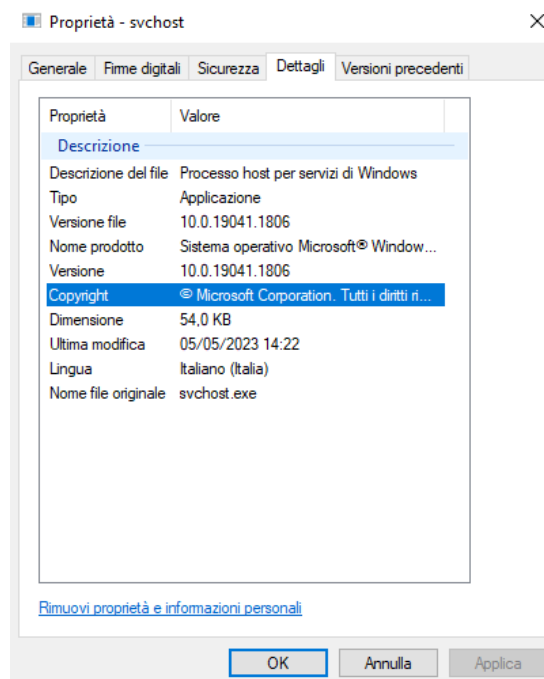 Proprietà - svchost
Generale Firme digitali Sicurezza Dettagli Versioni precedenti
Proprietà Valore
Descrizione
Descrizione del file Processo host per servizi di Windows
Tipo Applicazione
Versione file 10.0.19041.1806
Nome prodotto Sistema operativo Microsoft® Window...
Versione 10.0.19041.1806
Copyright © Microsoft Corporation. Tutti i diritti ri...
Dimensione 54,0 KB
Ultima modifica 05/05/2023 14:22
Lingua Italiano (Italia)
Nome file originale svchost.exe
Rimuovi proprietà e informazioni personali
OK Annulla Applica